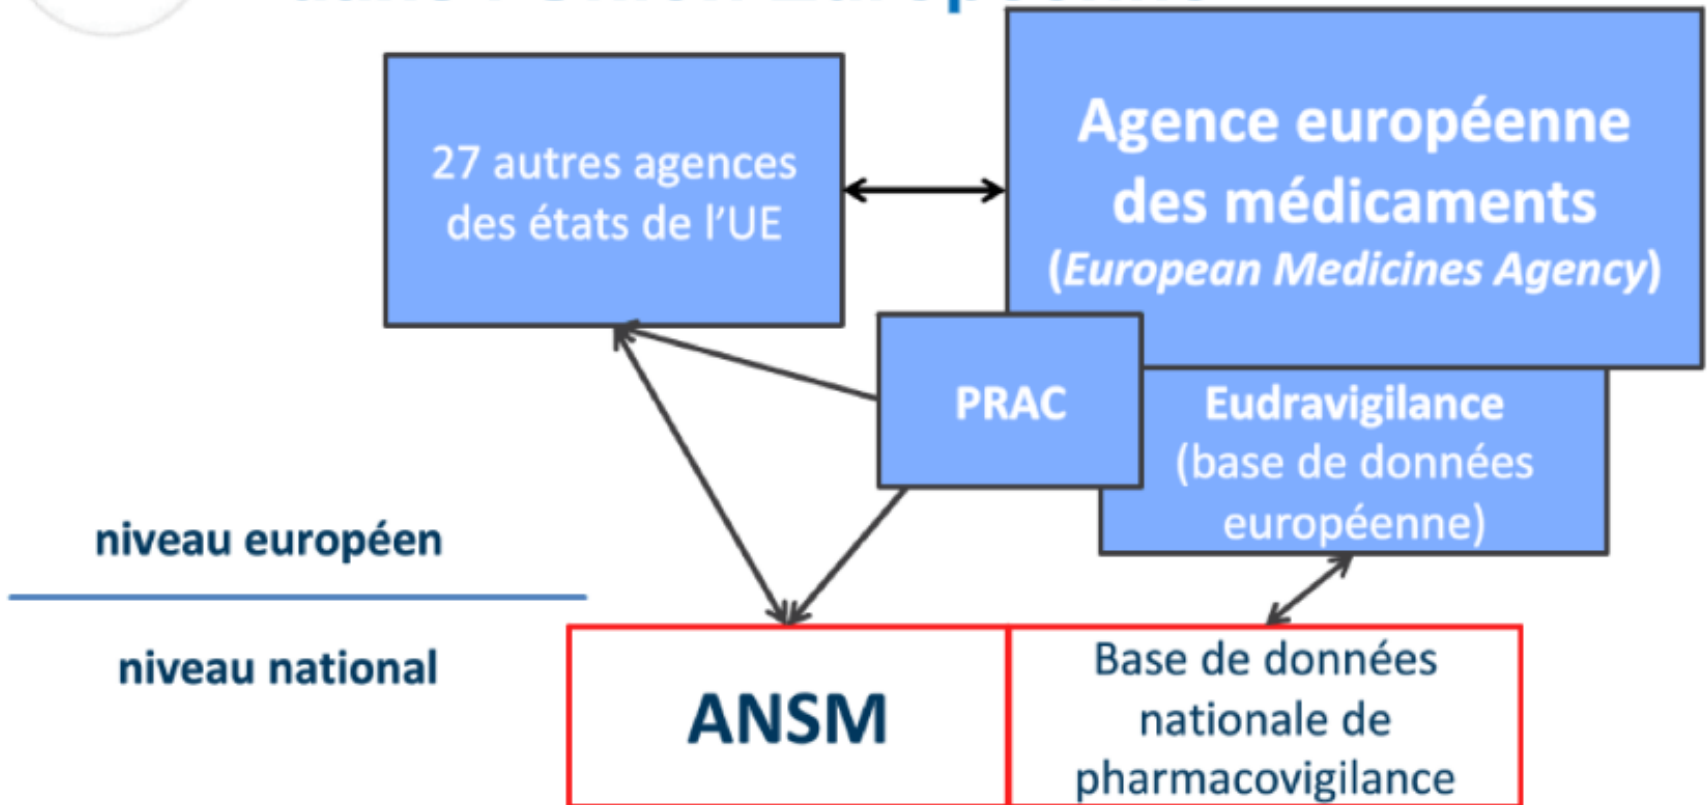 27 autres agences
des états de l'UE
Agence européenne
des médicaments
(European Medicines Agency)
PRAC
Eudravigilance
(base de données
européenne)
niveau européen
niveau national
ANSM
Base de données
nationale de
pharmacovigilance